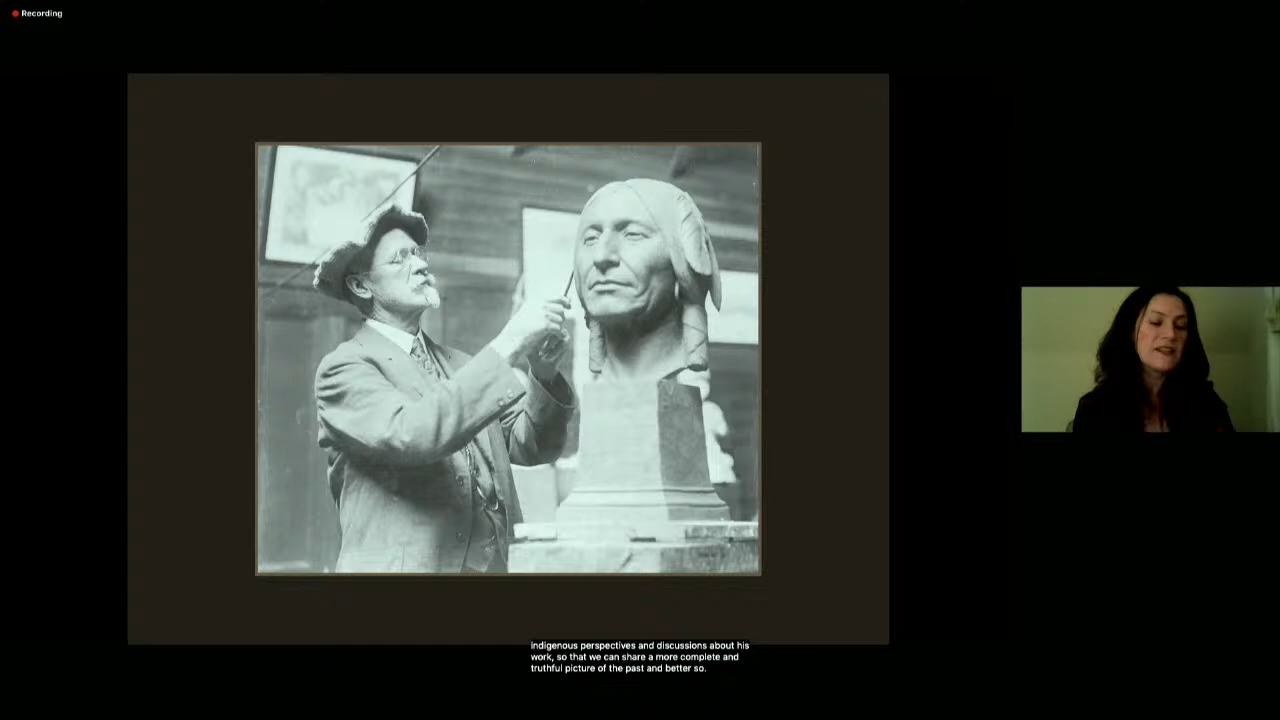 Recording
indigenous perspectives and discussions about his
work, so that we can share a more complete and
truthful picture of the past and better so.